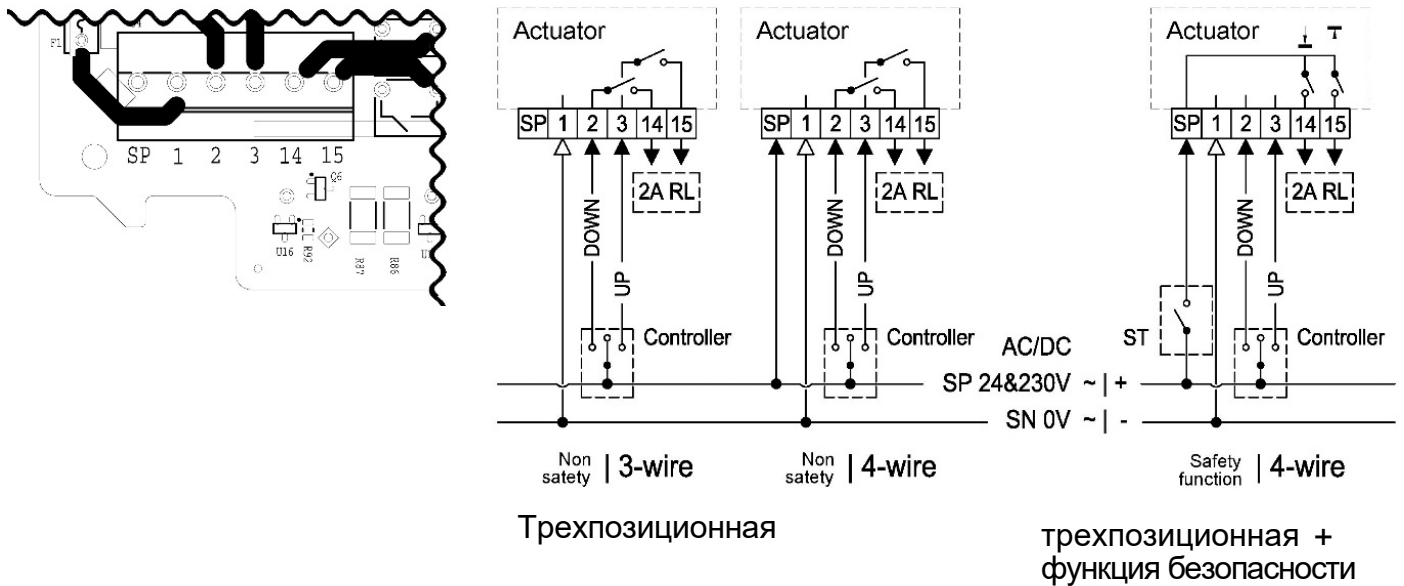 F1
SP 1 2 3 14 15
Q6
U16
R92
R87
R86
Actuator
SP 1 2 3 14 15
2A RL
DOWN
UP
Controller
Non
safety | 3-wire
Actuator
SP 1 2 3 14 15
2A RL
DOWN
UP
Controller
Non
safety | 4-wire
Трехпозиционная
AC/DC
SP 24&230V ~ | +
SN 0V ~ | -
Actuator
SP 1 2 3 14 15
2A RL
DOWN
UP
ST
Controller
Safety
function | 4-wire
трехпозиционная +
функция безопасности